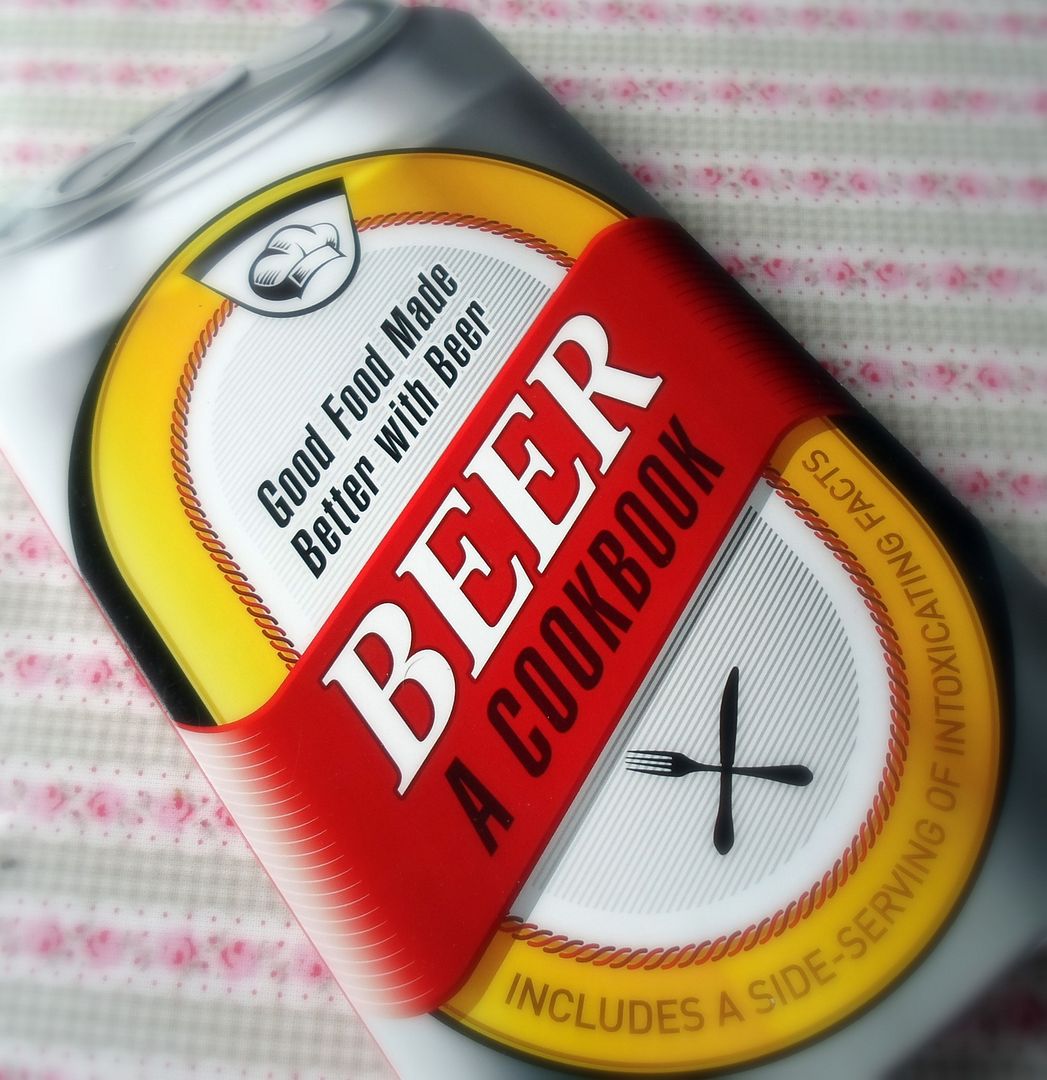 Good Food Made
Better with Beer
BEER
A COOKBOOK
INCLUDES A SIDE-SERVING OF INTOXICATING FACTS